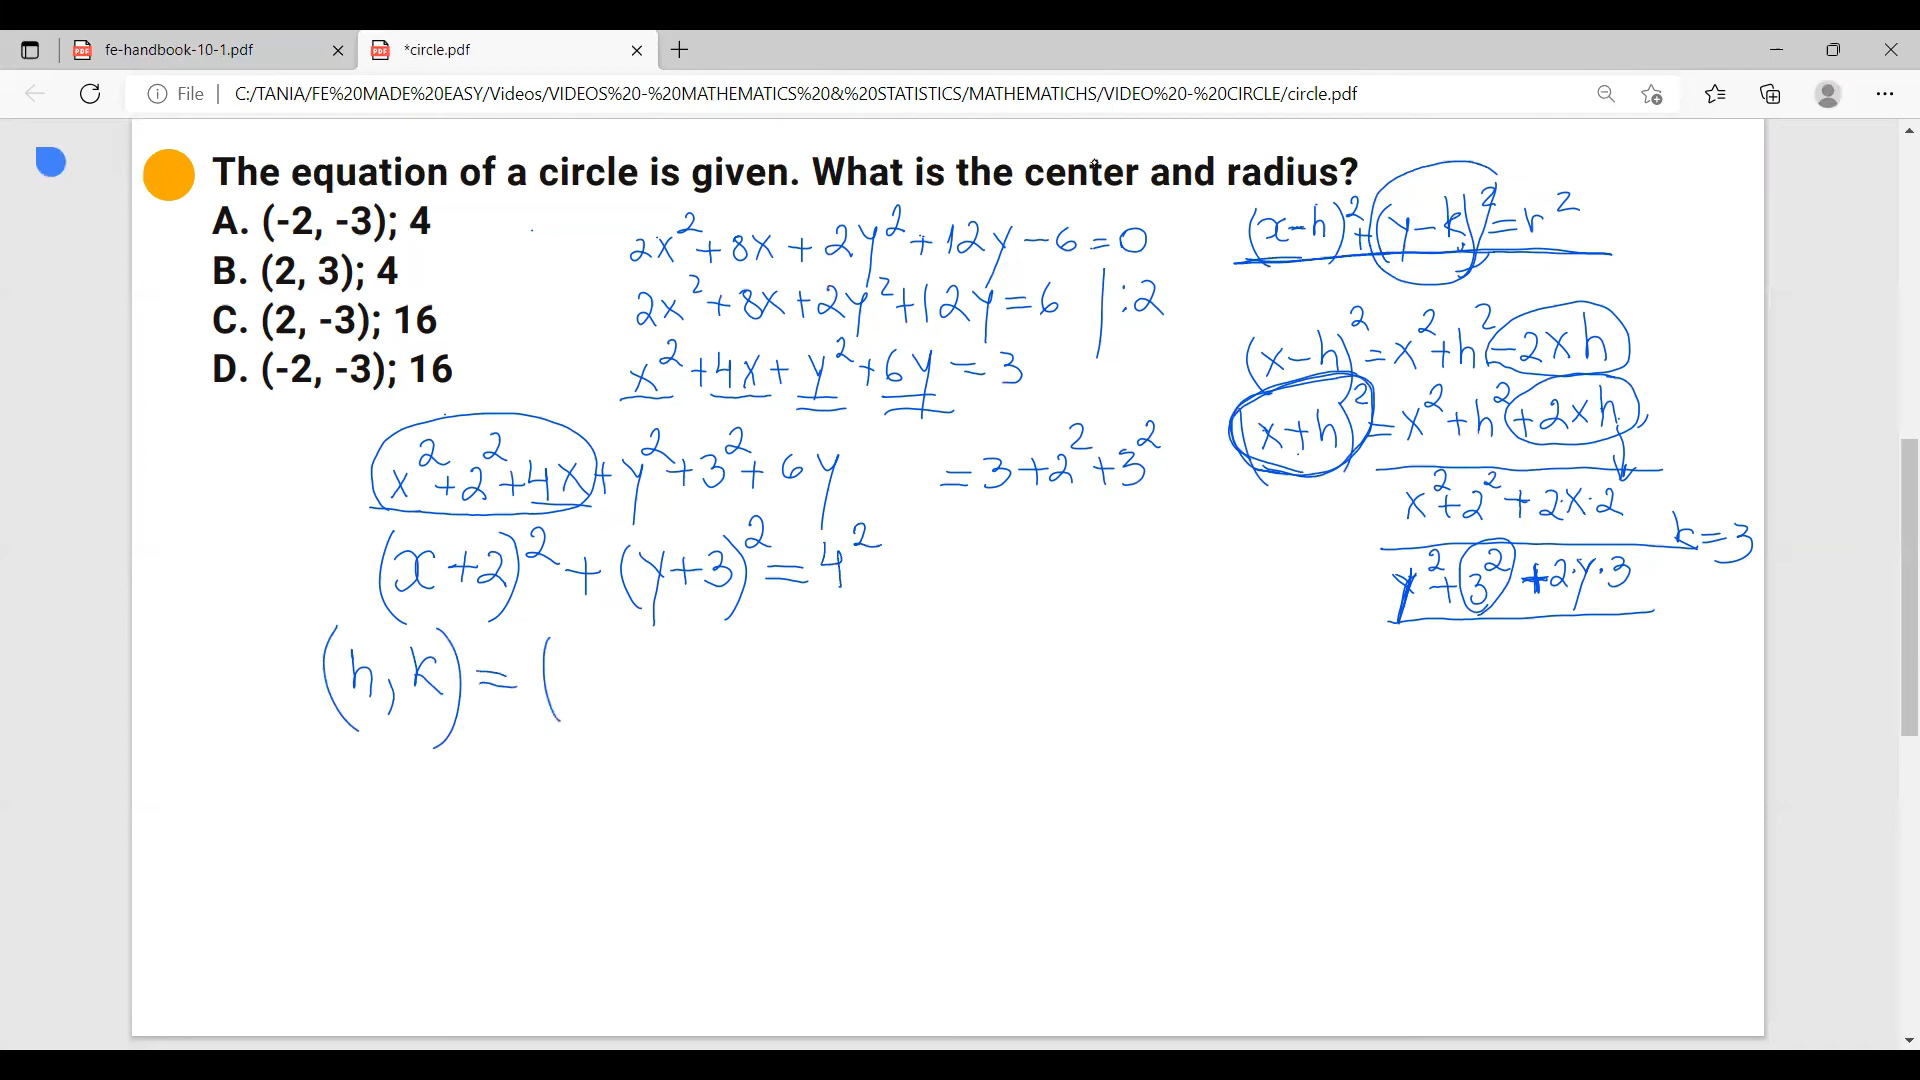 fe-handbook-10-1.pdf
*circle.pdf
File
C:/TANIA/FE%20MADE%20EASY/Videos/VIDEOS%20-%20MATHEMATICS%20&%20STATISTICS/MATHEMATICHS/VIDEO%20-%20CIRCLE/circle.pdf
The equation of a circle is given. What is the center and radius?
A. (-2, -3); 4
B. (2, 3); 4
C. (2, -3); 16
D. (-2, -3); 16
2x² + 8x + 2y² + 12y - 6 = 0
2x² + 8x + 2y² + 12y = 6 | :2
x² + 4x + y² + 6y = 3
x² + 2² + 4x + y² + 3² + 6y = 3 + 2² + 3²
(x + 2)² + (y + 3)² = 4²
(h, k) = (
(x - h)² + (y - k)² = r²
(x - h)² = x² + h² - 2xh
(x + h)² = x² + h² + 2xh
x² + 2² + 2·x·2
k = 3
y² + 3² + 2·y·3